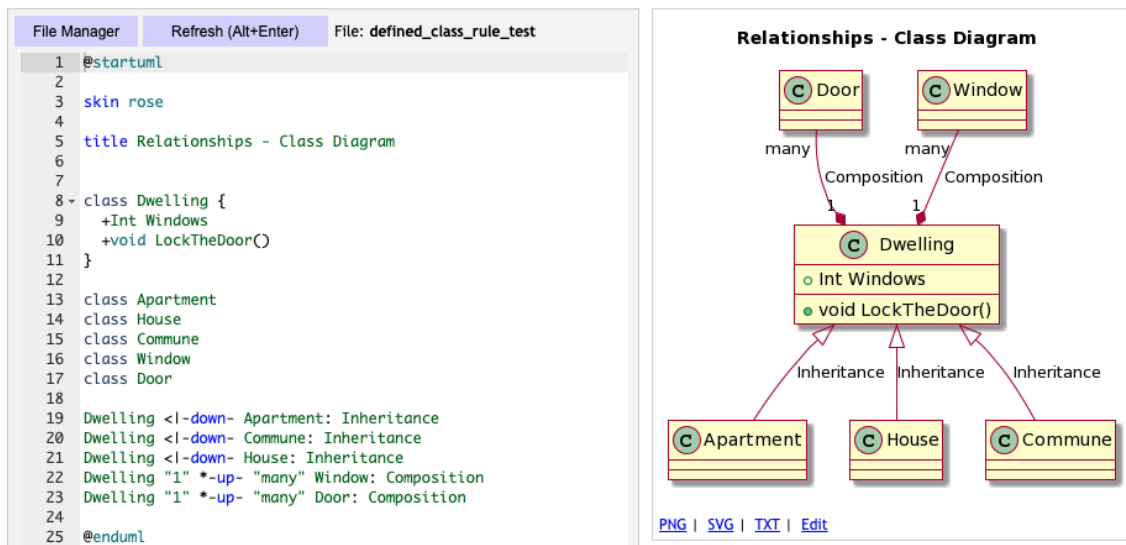 File Manager Refresh (Alt+Enter) File: defined_class_rule_test
1 @startuml
2
3 skin rose
4
5 title Relationships - Class Diagram
6
7
8 class Dwelling {
9 +Int Windows
10 +void LockTheDoor()
11 }
12
13 class Apartment
14 class House
15 class Commune
16 class Window
17 class Door
18
19 Dwelling <|-down- Apartment: Inheritance
20 Dwelling <|-down- Commune: Inheritance
21 Dwelling <|-down- House: Inheritance
22 Dwelling "1" *-up- "many" Window: Composition
23 Dwelling "1" *-up- "many" Door: Composition
24
25 @enduml
Relationships - Class Diagram
C Door C Window
many many
Composition Composition
1 1
C Dwelling
Int Windows
void LockTheDoor()
Inheritance Inheritance Inheritance
C Apartment C House C Commune
PNG | SVG | TXT | Edit